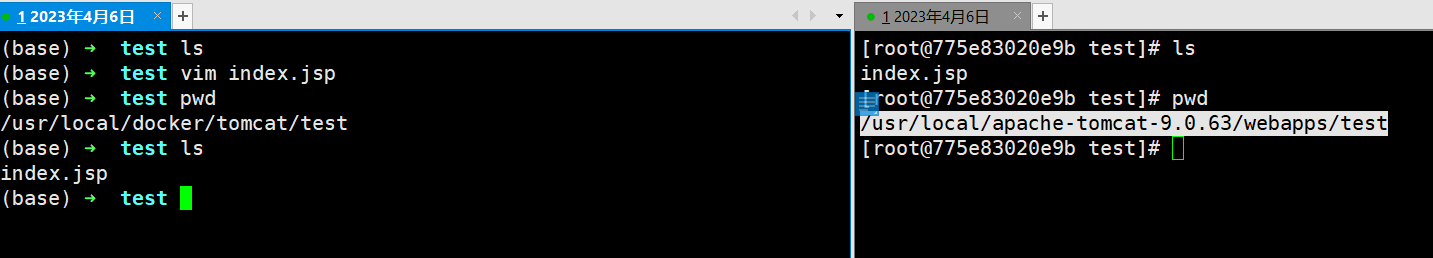 1 2023年4月6日 × +
(base) ➜ test ls
(base) ➜ test vim index.jsp
(base) ➜ test pwd
/usr/local/docker/tomcat/test
(base) ➜ test ls
index.jsp
(base) ➜ test
1 2023年4月6日 × +
[root@775e83020e9b test]# ls
index.jsp
[root@775e83020e9b test]# pwd
/usr/local/apache-tomcat-9.0.63/webapps/test
[root@775e83020e9b test]#